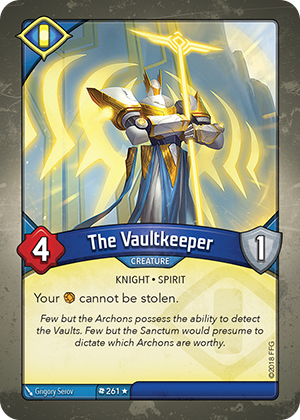 The Vaultkeeper
CREATURE
4
1
KNIGHT • SPIRIT
Your cannot be stolen.
Few but the Archons possess the ability to detect
the Vaults. Few but the Sanctum would presume to
dictate which Archons are worthy.
Grigory Serov
261 ★
©2018 FFG